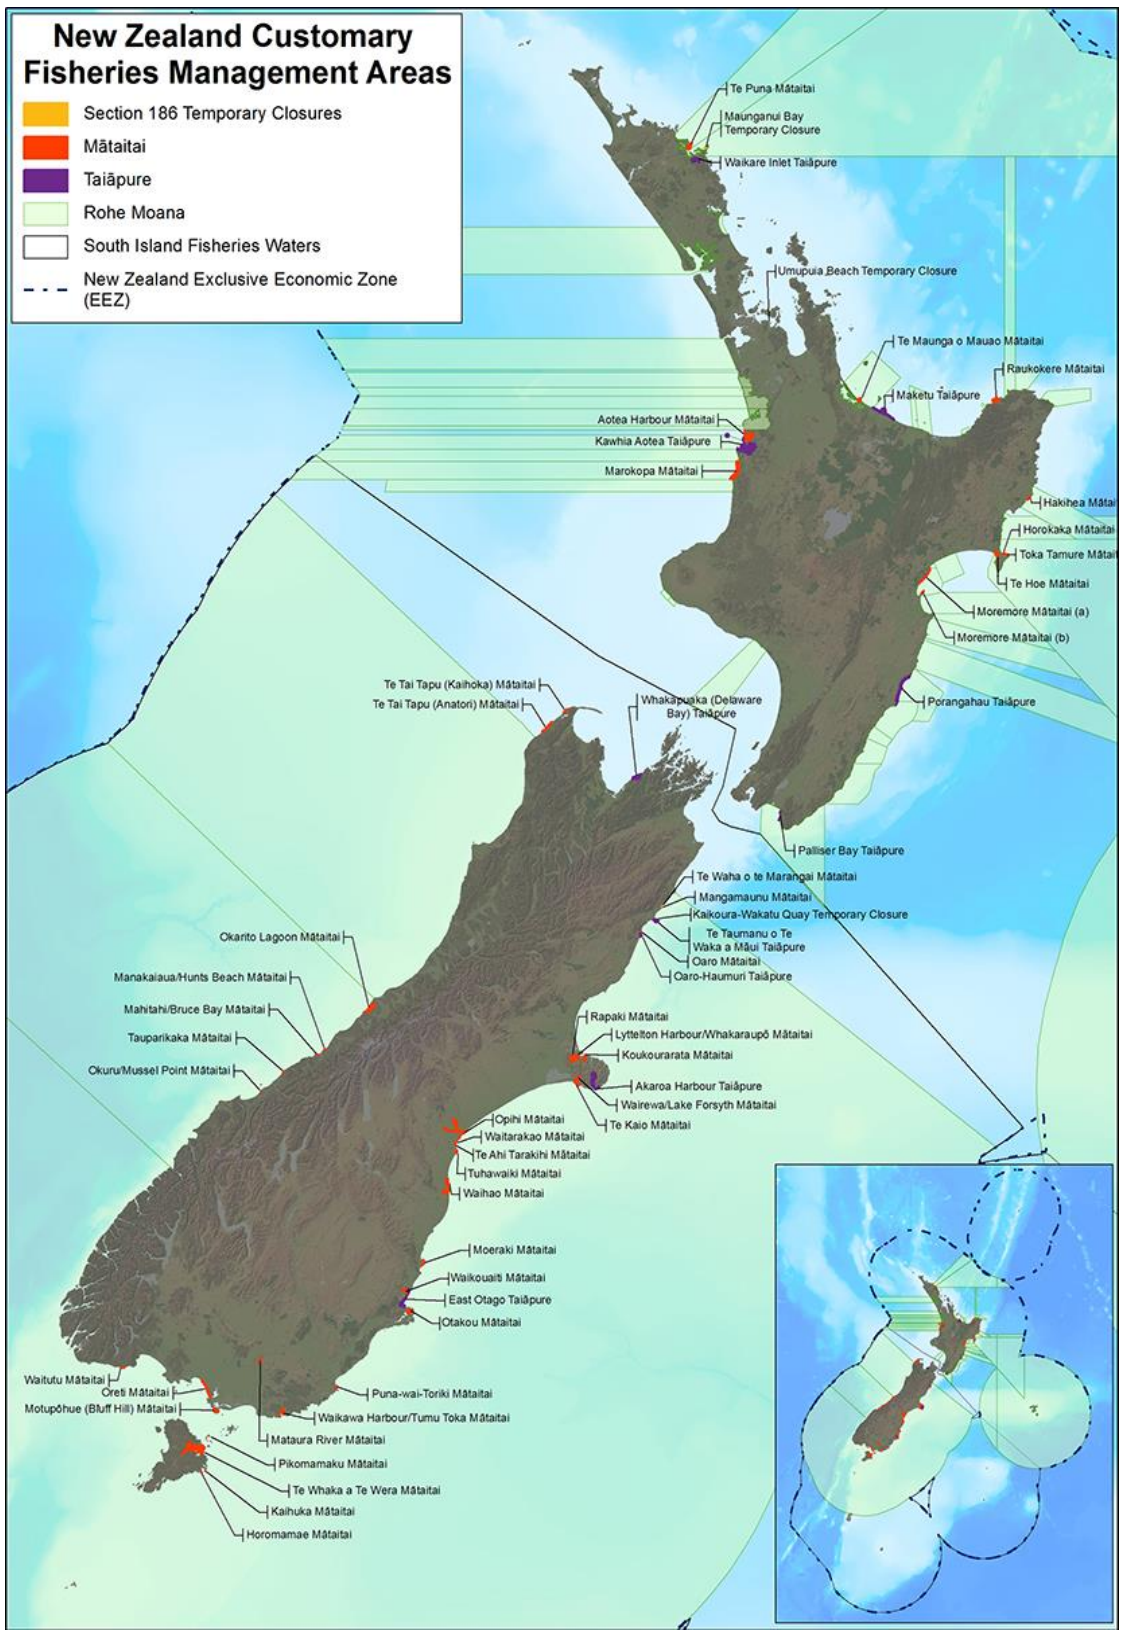 New Zealand Customary
Fisheries Management Areas
Section 186 Temporary Closures
Mātaitai
Taiāpure
Rohe Moana
South Island Fisheries Waters
New Zealand Exclusive Economic Zone
(EEZ)
Te Puna Mātaitai
Maunganui Bay
Temporary Closure
Waikare Inlet Taiāpure
Umupuia Beach Temporary Closure
Te Maunga o Mauao Mātaitai
Raukokere Mātaitai
Maketu Taiāpure
Aotea Harbour Mātaitai
Kawhia Aotea Taiāpure
Marokopa Mātaitai
Hakihea Mātai
Horokaka Mātaitai
Toka Tamure Mātait
Te Hoe Mātaitai
Moremore Mātaitai (a)
Moremore Mātaitai (b)
Porangahau Taiāpure
Te Tai Tapu (Kaihoka) Mātaitai
Te Tai Tapu (Anatori) Mātaitai
Whakapuaka (Delaware
Bay) Taiāpure
Palliser Bay Taiāpure
Te Waha o te Marangai Mātaitai
Mangamaunu Mātaitai
Kaikoura-Wakatu Quay Temporary Closure
Te Taumanu o Te
Waka a Māui Taiāpure
Oaro Mātaitai
Oaro-Haumuri Taiāpure
Okarito Lagoon Mātaitai
Manakaiaua/Hunts Beach Mātaitai
Mahitahi/Bruce Bay Mātaitai
Tauparikaka Mātaitai
Okuru/Mussel Point Mātaitai
Rapaki Mātaitai
Lyttelton Harbour/Whakaraupō Mātaitai
Koukourarata Mātaitai
Akaroa Harbour Taiāpure
Wairewa/Lake Forsyth Mātaitai
Te Kaio Mātaitai
Opihi Mātaitai
Waitarakao Mātaitai
Te Ahi Tarakihi Mātaitai
Tuhawaiki Mātaitai
Waihao Mātaitai
Moeraki Mātaitai
Waikouaiti Mātaitai
East Otago Taiāpure
Otakou Mātaitai
Waitutu Mātaitai
Oreti Mātaitai
Motupōhue (Bluff Hill) Mātaitai
Puna-wai-Toriki Mātaitai
Waikawa Harbour/Tumu Toka Mātaitai
Mataura River Mātaitai
Pikomamaku Mātaitai
Te Whaka a Te Wera Mātaitai
Kaihuka Mātaitai
Horomamae Mātaitai